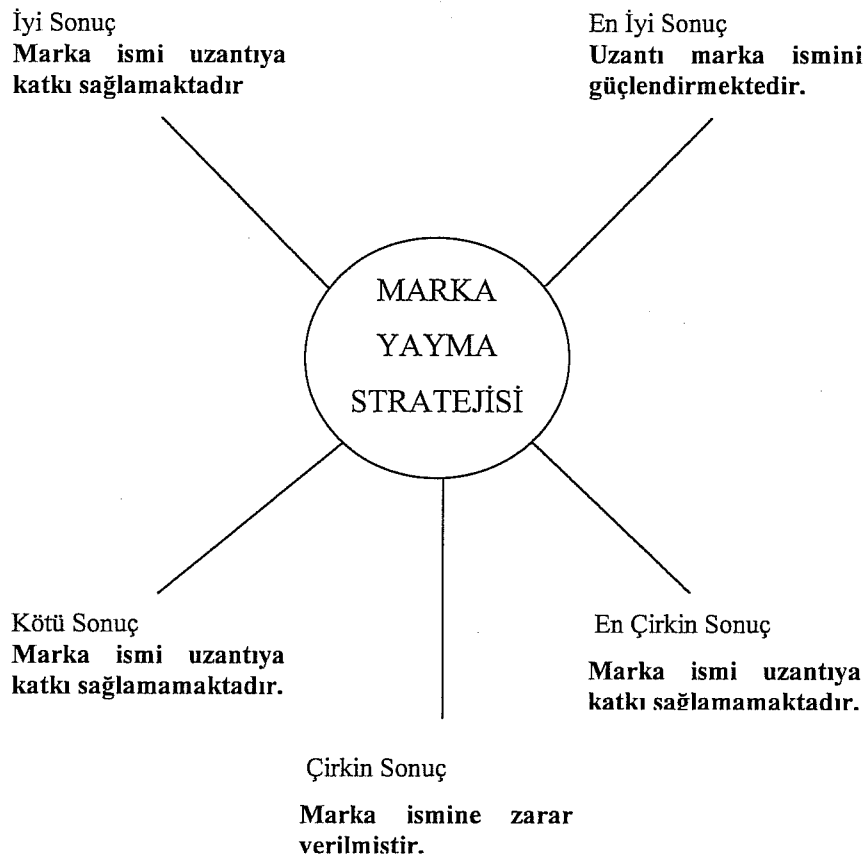 İyi Sonuç
Marka ismi uzantıya
katkı sağlamaktadır
En İyi Sonuç
Uzantı marka ismini
güçlendirmektedir.
MARKA
YAYMA
STRATEJİSİ
Kötü Sonuç
Marka ismi uzantıya
katkı sağlamamaktadır.
En Çirkin Sonuç
Marka ismi uzantıya
katkı sağlamamaktadır.
Çirkin Sonuç
Marka ismine zarar
verilmistir.